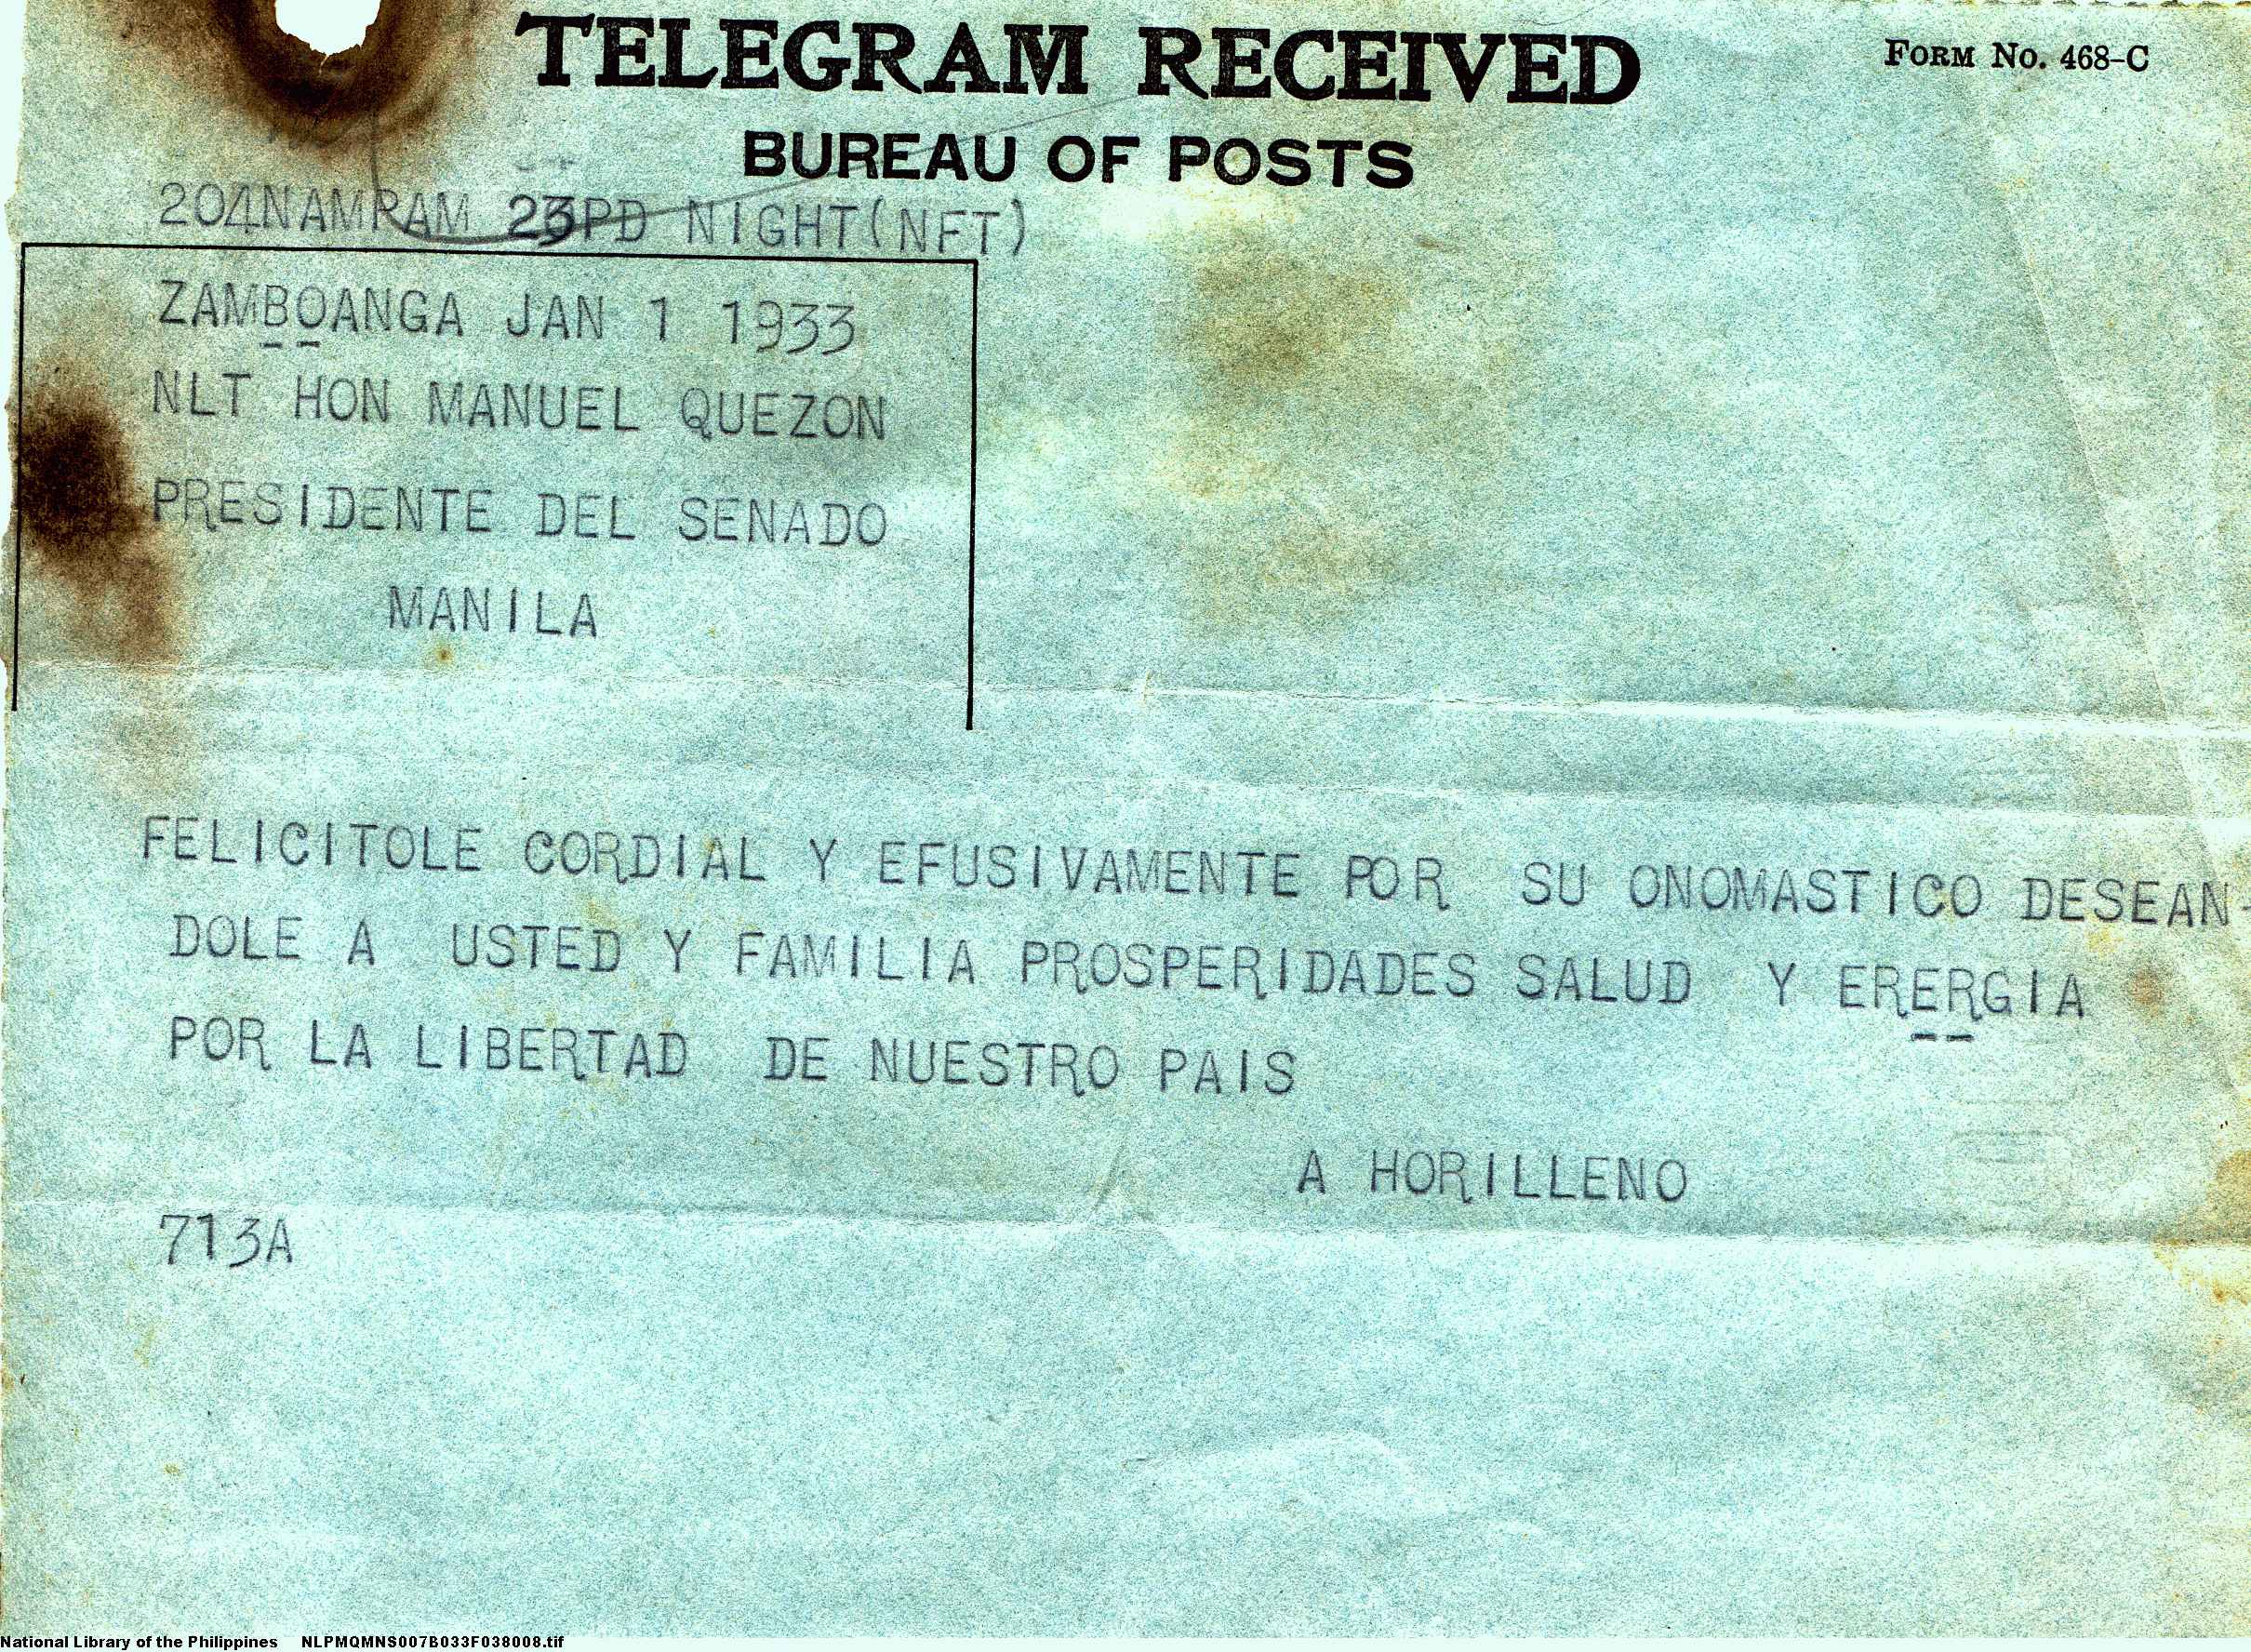 TELEGRAM RECEIVED
FORM No. 468-C
BUREAU OF POSTS
204NAMRAM 23PD NIGHT(NFT)
ZAMBOANGA JAN 1 1933
NLT HON MANUEL QUEZON
PRESIDENTE DEL SENADO
MANILA
FELICITOLE CORDIAL Y EFUSIVAMENTE POR SU ONOMASTICO DESEAN-
DOLE A USTED Y FAMILIA PROSPERIDADES SALUD Y ERERGIA
POR LA LIBERTAD DE NUESTRO PAIS
A HORILLENO
713A
National Library of the Philippines NLPMQMNS007B033F038008.tif